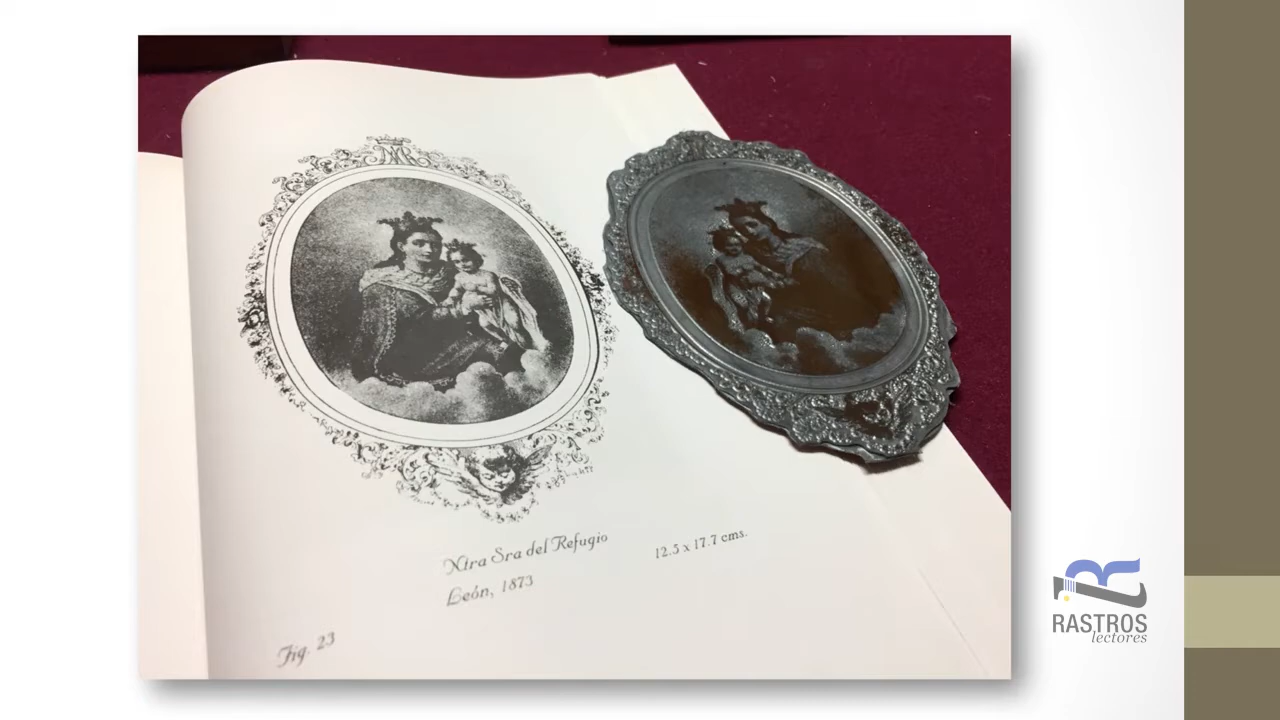 Ntra Sra del Refugio
León, 1873
12.5 x 17.7 cms.
Fig. 23
RASTROS
lectores